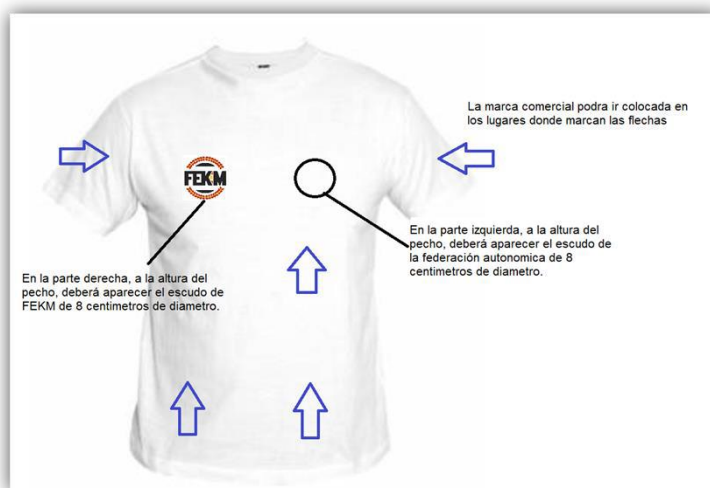 La marca comercial podra ir colocada en
los lugares donde marcan las flechas
FEKM
En la parte izquierda, a la altura del
pecho, deberá aparecer el escudo de
la federación autonomica de 8
centimetros de diametro.
En la parte derecha, a la altura del
pecho, deberá aparecer el escudo de
FEKM de 8 centimetros de diametro.